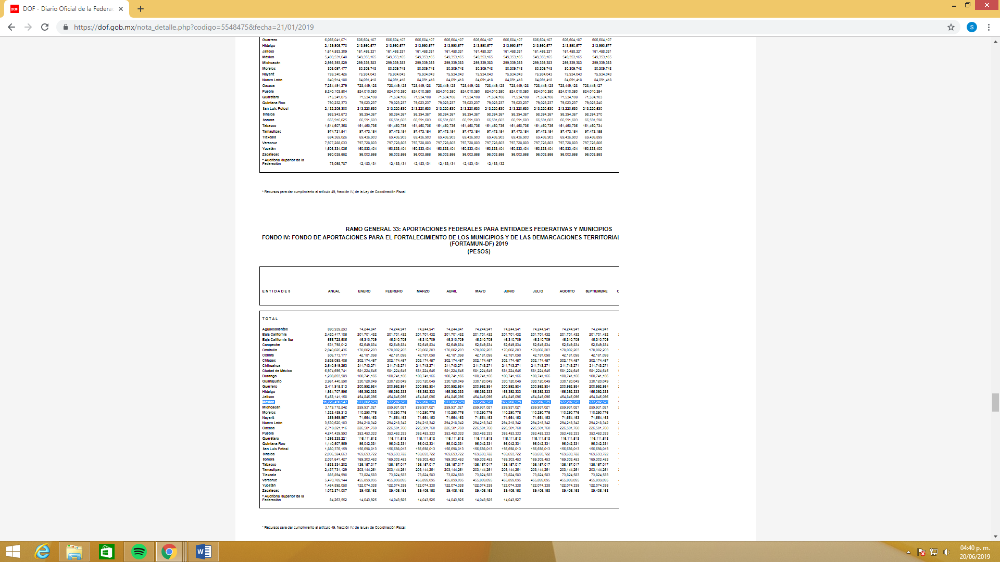 DOF - Diario Oficial de la Federac
https://dof.gob.mx/nota_detalle.php?codigo=5548475&fecha=21/01/2019
S
Guerrero 6,066,041,071 606,604,107 606,604,107 606,604,107 606,604,107 606,604,107 606,604,107 606,604,107 606,604,107 606,604,107
Hidalgo 2,139,905,770 213,990,577 213,990,577 213,990,577 213,990,577 213,990,577 213,990,577 213,990,577 213,990,577 213,990,577
Jalisco 1,614,583,309 161,458,331 161,458,331 161,458,331 161,458,331 161,458,331 161,458,331 161,458,331 161,458,331 161,458,331
México 5,493,531,648 549,353,165 549,353,165 549,353,165 549,353,165 549,353,165 549,353,165 549,353,165 549,353,165 549,353,165
Michoacán 2,993,393,829 299,339,383 299,339,383 299,339,383 299,339,383 299,339,383 299,339,383 299,339,383 299,339,383 299,339,383
Morelos 803,097,477 80,309,748 80,309,748 80,309,748 80,309,748 80,309,748 80,309,748 80,309,748 80,309,748 80,309,748
Nayarit 759,340,426 75,934,043 75,934,043 75,934,043 75,934,043 75,934,043 75,934,043 75,934,043 75,934,043 75,934,043
Nuevo León 840,914,180 84,091,418 84,091,418 84,091,418 84,091,418 84,091,418 84,091,418 84,091,418 84,091,418 84,091,418
Oaxaca 7,284,491,279 728,449,128 728,449,128 728,449,128 728,449,128 728,449,128 728,449,128 728,449,128 728,449,128 728,449,128 728,449,127
Puebla 5,240,103,504 524,010,350 524,010,350 524,010,350 524,010,350 524,010,350 524,010,350 524,010,350 524,010,350 524,010,350 524,010,354
Querétaro 715,341,075 71,534,108 71,534,108 71,534,108 71,534,108 71,534,108 71,534,108 71,534,108 71,534,108 71,534,108 71,534,103
Quintana Roo 790,232,373 79,023,237 79,023,237 79,023,237 79,023,237 79,023,237 79,023,237 79,023,237 79,023,237 79,023,237 79,023,240
San Luis Potosí 2,132,205,300 213,220,530 213,220,530 213,220,530 213,220,530 213,220,530 213,220,530 213,220,530 213,220,530 213,220,530 213,220,530
Sinaloa 983,943,673 98,394,367 98,394,367 98,394,367 98,394,367 98,394,367 98,394,367 98,394,367 98,394,367 98,394,367 98,394,370
Sonora 665,916,025 66,591,603 66,591,603 66,591,603 66,591,603 66,591,603 66,591,603 66,591,603 66,591,603 66,591,603 66,591,598
Tabasco 1,614,607,358 161,460,736 161,460,736 161,460,736 161,460,736 161,460,736 161,460,736 161,460,736 161,460,736 161,460,736 161,460,734
Tamaulipas 974,731,541 97,473,154 97,473,154 97,473,154 97,473,154 97,473,154 97,473,154 97,473,154 97,473,154 97,473,154 97,473,155
Tlaxcala 694,369,026 69,436,903 69,436,903 69,436,903 69,436,903 69,436,903 69,436,903 69,436,903 69,436,903 69,436,903 69,436,899
Veracruz 7,977,288,033 797,728,803 797,728,803 797,728,803 797,728,803 797,728,803 797,728,803 797,728,803 797,728,803 797,728,803 797,728,806
Yucatán 1,608,334,036 160,833,404 160,833,404 160,833,404 160,833,404 160,833,404 160,833,404 160,833,404 160,833,404 160,833,404 160,833,400
Zacatecas 960,035,662 96,003,566 96,003,566 96,003,566 96,003,566 96,003,566 96,003,566 96,003,566 96,003,566 96,003,566 96,003,568
* Auditoría Superior de la
Federación 73,098,787 12,183,131 12,183,131 12,183,131 12,183,131 12,183,131 12,183,132
* Recursos para dar cumplimiento al artículo 49, fracción IV, de la Ley de Coordinación Fiscal.
RAMO GENERAL 33: APORTACIONES FEDERALES PARA ENTIDADES FEDERATIVAS Y MUNICIPIOS
FONDO IV: FONDO DE APORTACIONES PARA EL FORTALECIMIENTO DE LOS MUNICIPIOS Y DE LAS DEMARCACIONES TERRITORIAL
(FORTAMUN-DF) 2019
(PESOS)
E N T I D A D E S ANUAL ENERO FEBRERO MARZO ABRIL MAYO JUNIO JULIO AGOSTO SEPTIEMBRE
T O T A L
Aguascalientes 890,939,293 74,244,941 74,244,941 74,244,941 74,244,941 74,244,941 74,244,941 74,244,941 74,244,941 74,244,941
Baja California 2,420,417,186 201,701,432 201,701,432 201,701,432 201,701,432 201,701,432 201,701,432 201,701,432 201,701,432 201,701,432
Baja California Sur 555,728,506 46,310,709 46,310,709 46,310,709 46,310,709 46,310,709 46,310,709 46,310,709 46,310,709 46,310,709
Campeche 631,798,012 52,649,834 52,649,834 52,649,834 52,649,834 52,649,834 52,649,834 52,649,834 52,649,834 52,649,834
Coahuila 2,040,026,436 170,002,203 170,002,203 170,002,203 170,002,203 170,002,203 170,002,203 170,002,203 170,002,203 170,002,203
Colima 506,173,177 42,181,098 42,181,098 42,181,098 42,181,098 42,181,098 42,181,098 42,181,098 42,181,098 42,181,098
Chiapas 3,626,093,486 302,174,457 302,174,457 302,174,457 302,174,457 302,174,457 302,174,457 302,174,457 302,174,457 302,174,457
Chihuahua 2,540,919,253 211,743,271 211,743,271 211,743,271 211,743,271 211,743,271 211,743,271 211,743,271 211,743,271 211,743,271
Ciudad de México 6,974,695,741 581,224,645 581,224,645 581,224,645 581,224,645 581,224,645 581,224,645 581,224,645 581,224,645 581,224,645
Durango 1,208,893,989 100,741,166 100,741,166 100,741,166 100,741,166 100,741,166 100,741,166 100,741,166 100,741,166 100,741,166
Guanajuato 3,961,440,590 330,120,049 330,120,049 330,120,049 330,120,049 330,120,049 330,120,049 330,120,049 330,120,049 330,120,049
Guerrero 2,411,915,813 200,992,984 200,992,984 200,992,984 200,992,984 200,992,984 200,992,984 200,992,984 200,992,984 200,992,984
Hidalgo 1,984,707,995 165,392,333 165,392,333 165,392,333 165,392,333 165,392,333 165,392,333 165,392,333 165,392,333 165,392,333
Jalisco 5,458,141,150 454,845,096 454,845,096 454,845,096 454,845,096 454,845,096 454,845,096 454,845,096 454,845,096 454,845,096
México 11,726,430,947 977,202,579 977,202,579 977,202,579 977,202,579 977,202,579 977,202,579 977,202,579 977,202,579 977,202,579
Michoacán 3,119,172,242 259,931,021 259,931,021 259,931,021 259,931,021 259,931,021 259,931,021 259,931,021 259,931,021 259,931,021
Morelos 1,323,489,313 110,290,776 110,290,776 110,290,776 110,290,776 110,290,776 110,290,776 110,290,776 110,290,776 110,290,776
Nayarit 859,969,957 71,664,163 71,664,163 71,664,163 71,664,163 71,664,163 71,664,163 71,664,163 71,664,163 71,664,163
Nuevo León 3,530,620,103 294,218,342 294,218,342 294,218,342 294,218,342 294,218,342 294,218,342 294,218,342 294,218,342 294,218,342
Oaxaca 2,718,021,116 226,501,760 226,501,760 226,501,760 226,501,760 226,501,760 226,501,760 226,501,760 226,501,760 226,501,760
Puebla 4,241,439,993 353,453,333 353,453,333 353,453,333 353,453,333 353,453,333 353,453,333 353,453,333 353,453,333 353,453,333
Querétaro 1,393,338,221 116,111,518 116,111,518 116,111,518 116,111,518 116,111,518 116,111,518 116,111,518 116,111,518 116,111,518
Quintana Roo 1,140,507,969 95,042,331 95,042,331 95,042,331 95,042,331 95,042,331 95,042,331 95,042,331 95,042,331 95,042,331
San Luis Potosí 1,880,376,159 156,698,013 156,698,013 156,698,013 156,698,013 156,698,013 156,698,013 156,698,013 156,698,013 156,698,013
Sinaloa 2,036,324,663 169,693,722 169,693,722 169,693,722 169,693,722 169,693,722 169,693,722 169,693,722 169,693,722 169,693,722
Sonora 2,031,641,427 169,303,453 169,303,453 169,303,453 169,303,453 169,303,453 169,303,453 169,303,453 169,303,453 169,303,453
Tabasco 1,633,884,202 136,157,017 136,157,017 136,157,017 136,157,017 136,157,017 136,157,017 136,157,017 136,157,017 136,157,017
Tamaulipas 2,437,731,129 203,144,261 203,144,261 203,144,261 203,144,261 203,144,261 203,144,261 203,144,261 203,144,261 203,144,261
Tlaxcala 885,894,990 73,824,583 73,824,583 73,824,583 73,824,583 73,824,583 73,824,583 73,824,583 73,824,583 73,824,583
Veracruz 5,470,789,144 455,899,095 455,899,095 455,899,095 455,899,095 455,899,095 455,899,095 455,899,095 455,899,095 455,899,095
Yucatán 1,464,892,058 122,074,338 122,074,338 122,074,338 122,074,338 122,074,338 122,074,338 122,074,338 122,074,338 122,074,338
Zacatecas 1,072,874,007 89,406,168 89,406,168 89,406,168 89,406,168 89,406,168 89,406,168 89,406,168 89,406,168 89,406,168
* Auditoría Superior de la
Federación 84,263,552 14,043,925 14,043,925 14,043,925 14,043,925 14,043,925 14,043,927
* Recursos para dar cumplimiento al artículo 49, fracción IV, de la Ley de Coordinación Fiscal.
04:40 p. m.
20/06/2019